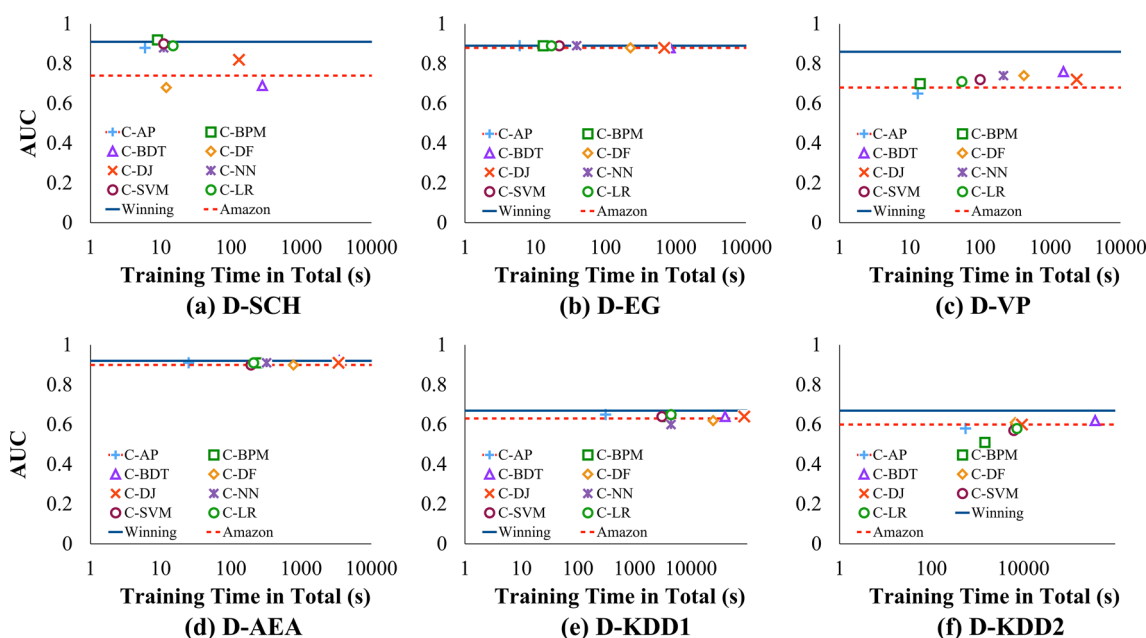 AUC
1
0.8
0.6
0.4
0.2
0
C-AP C-BPM
C-BDT C-DF
C-DJ C-NN
C-SVM C-LR
Winning Amazon
1 10 100 1000 10000
Training Time in Total (s)
(a) D-SCH
1
0.8
0.6
0.4
0.2
0
C-AP C-BPM
C-BDT C-DF
C-DJ C-NN
C-SVM C-LR
Winning Amazon
1 10 100 1000 10000
Training Time in Total (s)
(b) D-EG
1
0.8
0.6
0.4
0.2
0
C-AP C-BPM
C-BDT C-DF
C-DJ C-NN
C-SVM C-LR
Winning Amazon
1 10 100 1000 10000
Training Time in Total (s)
(c) D-VP
AUC
1
0.8
0.6
0.4
0.2
0
C-AP C-BPM
C-BDT C-DF
C-DJ C-NN
C-SVM C-LR
Winning Amazon
1 10 100 1000 10000
Training Time in Total (s)
(d) D-AEA
1
0.8
0.6
0.4
0.2
0
C-AP C-BPM
C-BDT C-DF
C-DJ C-NN
C-SVM C-LR
Winning Amazon
1 10 100 1000 10000
Training Time in Total (s)
(e) D-KDD1
1
0.8
0.6
0.4
0.2
0
C-AP C-BPM
C-BDT C-DF
C-DJ C-SVM
C-LR Winning
Amazon
1 100 10000
Training Time in Total (s)
(f) D-KDD2